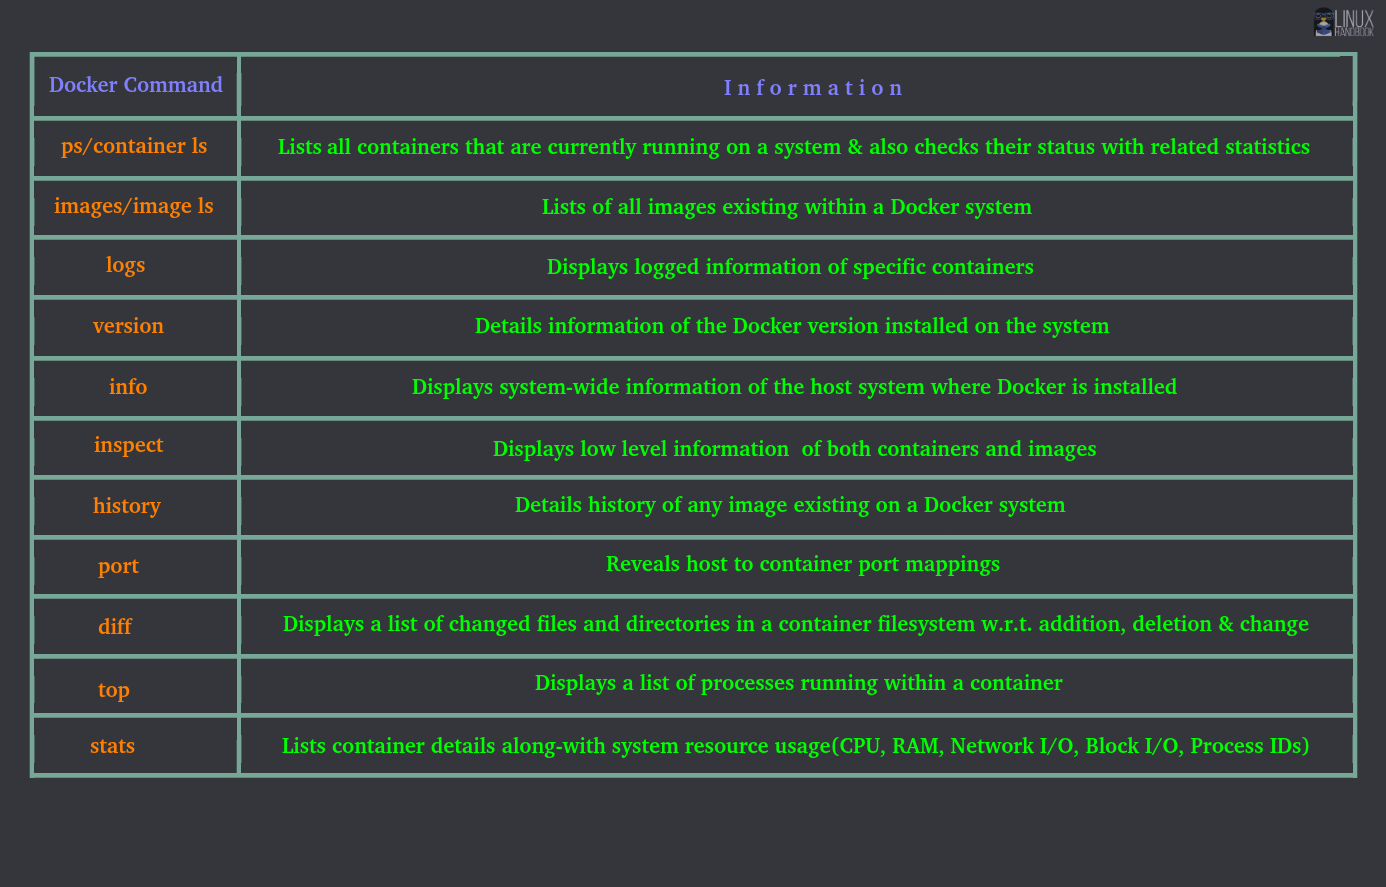 LINUX
HANDBOOK
Docker Command Information
ps/container ls Lists all containers that are currently running on a system & also checks their status with related statistics
images/image ls Lists of all images existing within a Docker system
logs Displays logged information of specific containers
version Details information of the Docker version installed on the system
info Displays system-wide information of the host system where Docker is installed
inspect Displays low level information of both containers and images
history Details history of any image existing on a Docker system
port Reveals host to container port mappings
diff Displays a list of changed files and directories in a container filesystem w.r.t. addition, deletion & change
top Displays a list of processes running within a container
stats Lists container details along-with system resource usage(CPU, RAM, Network I/O, Block I/O, Process IDs)